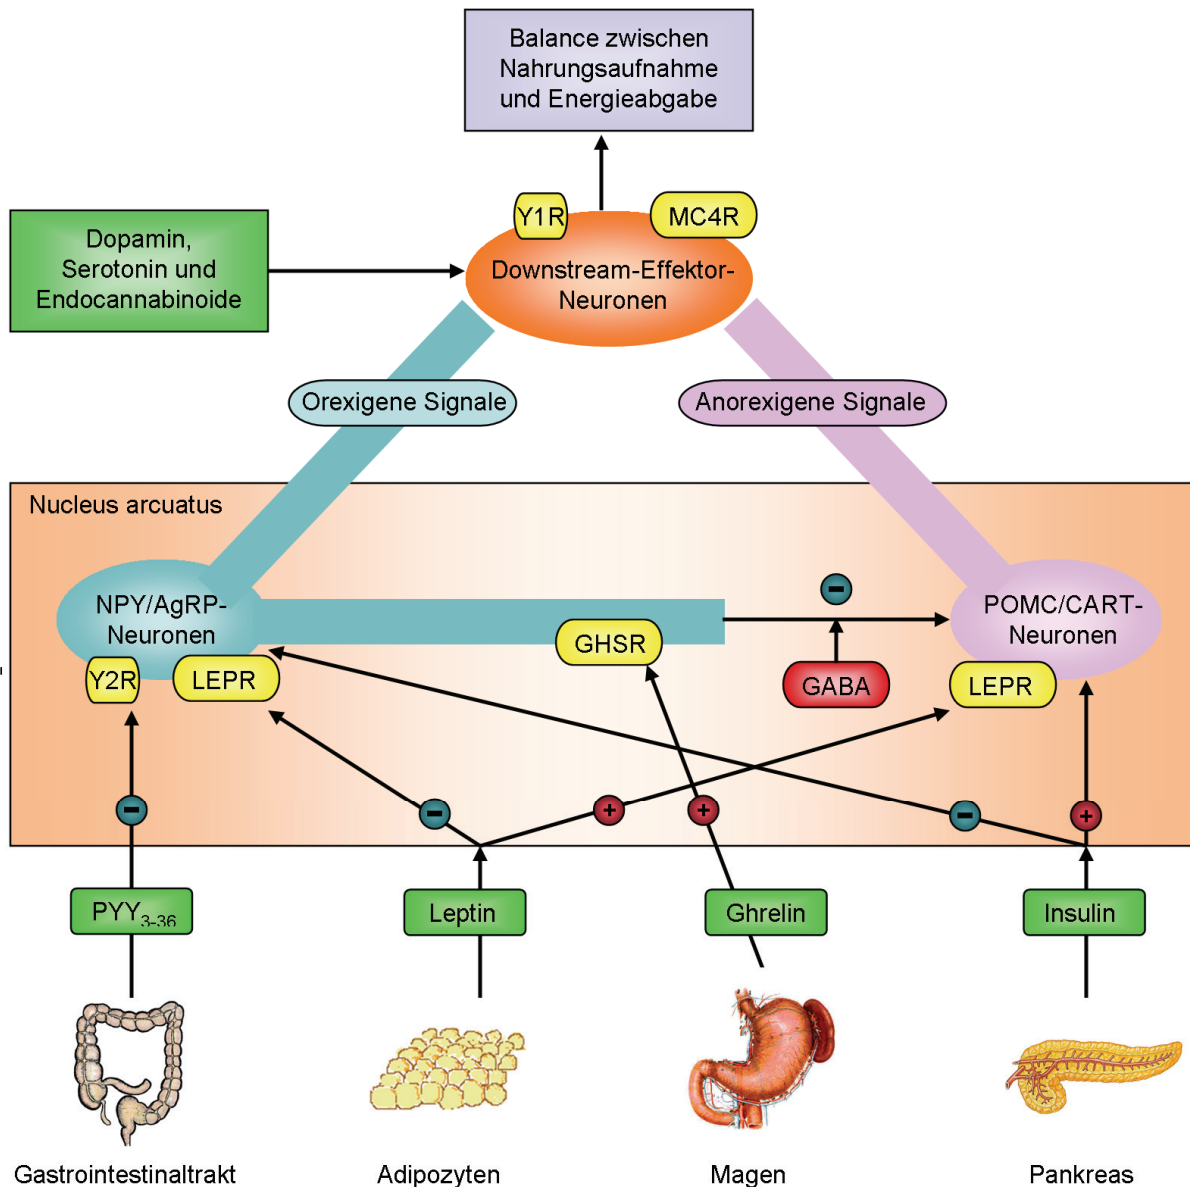 Balance zwischen
Nahrungsaufnahme
und Energieabgabe
Y1R
MC4R
Dopamin,
Serotonin und
Endocannabinoide
Downstream-Effektor-
Neuronen
Orexigene Signale
Anorexigene Signale
Nucleus arcuatus
NPY/AgRP-
Neuronen
POMC/CART-
Neuronen
−
GHSR
Y2R
LEPR
GABA
LEPR
−
−
+
+
−
+
PYY3-36
Leptin
Ghrelin
Insulin
Gastrointestinaltrakt
Adipozyten
Magen
Pankreas